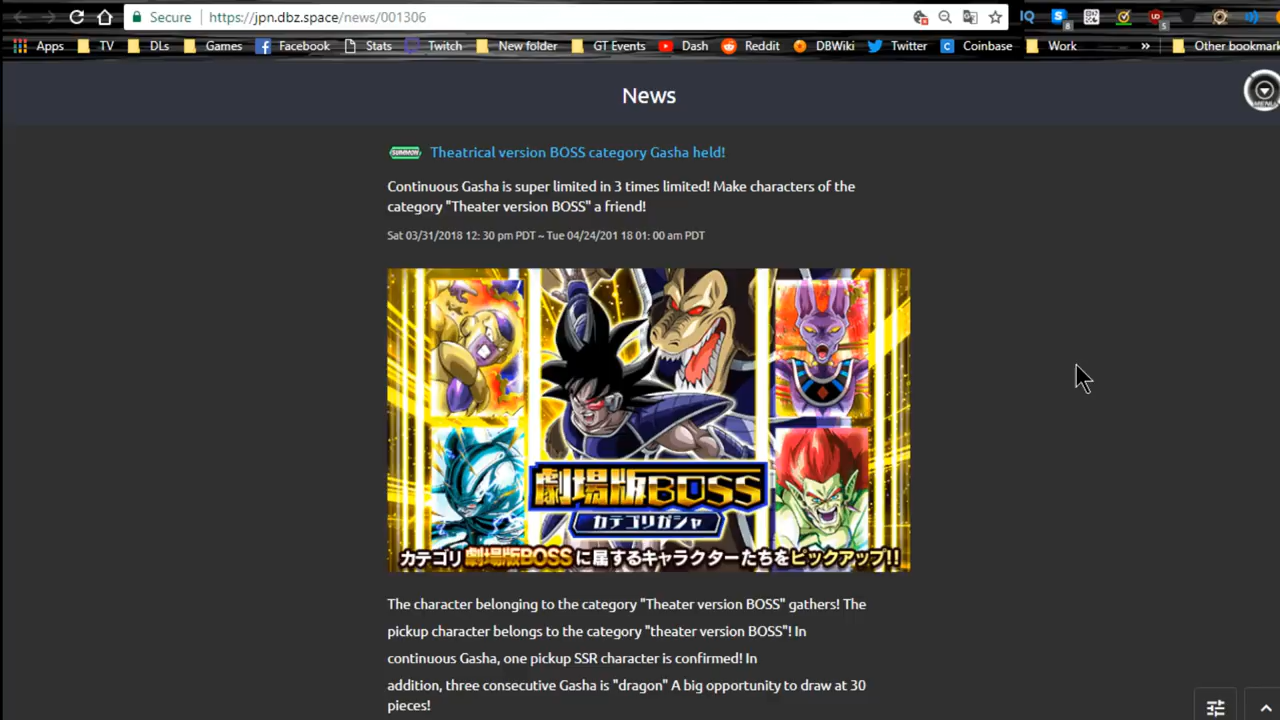 Secure https://jpn.dbz.space/news/001306
Apps TV DLs Games Facebook Stats Twitch New folder GT Events Dash Reddit DBWiki Twitter Coinbase Work » Other bookmark
News
SUMMON Theatrical version BOSS category Gasha held!
Continuous Gasha is super limited in 3 times limited! Make characters of the
category "Theater version BOSS" a friend!
Sat 03/31/2018 12: 30 pm PDT ~ Tue 04/24/201 18 01: 00 am PDT
劇場版BOSS
カテゴリガシャ
カテゴリ劇場版BOSSに属するキャラクターたちをピックアップ!!
The character belonging to the category "Theater version BOSS" gathers! The
pickup character belongs to the category "theater version BOSS"! In
continuous Gasha, one pickup SSR character is confirmed! In
addition, three consecutive Gasha is "dragon" A big opportunity to draw at 30
pieces!
MENU